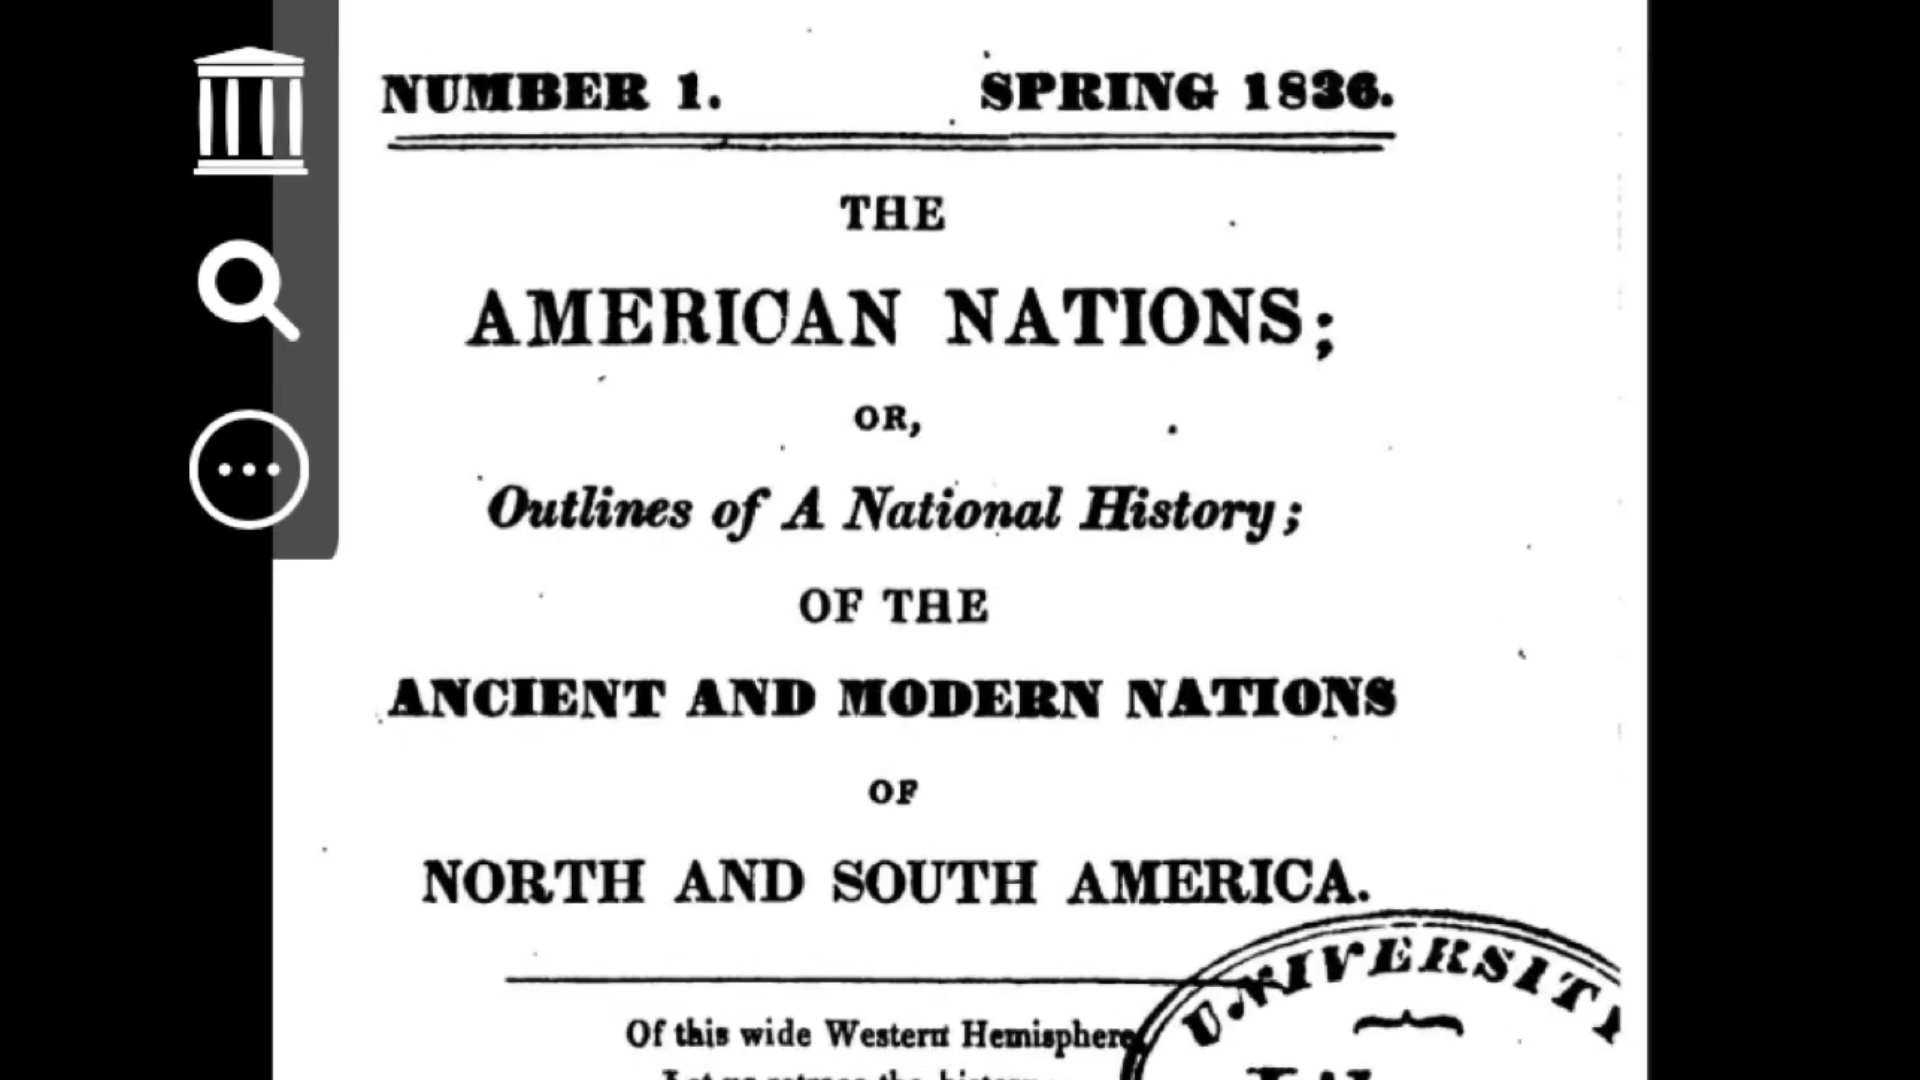 NUMBER 1. SPRING 1836.
THE
AMERICAN NATIONS;
OR,
Outlines of A National History;
OF THE
ANCIENT AND MODERN NATIONS
OF
NORTH AND SOUTH AMERICA.
UNIVERSITY
Of this wide Western Hemisphere